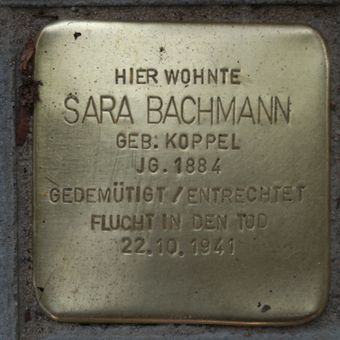 HIER WOHNTE
SARA BACHMANN
GEB: KOPPEL
JG. 1884
GEDEMÜTIGT / ENTRECHTET
FLUCHT IN DEN TOD
22.10.1941